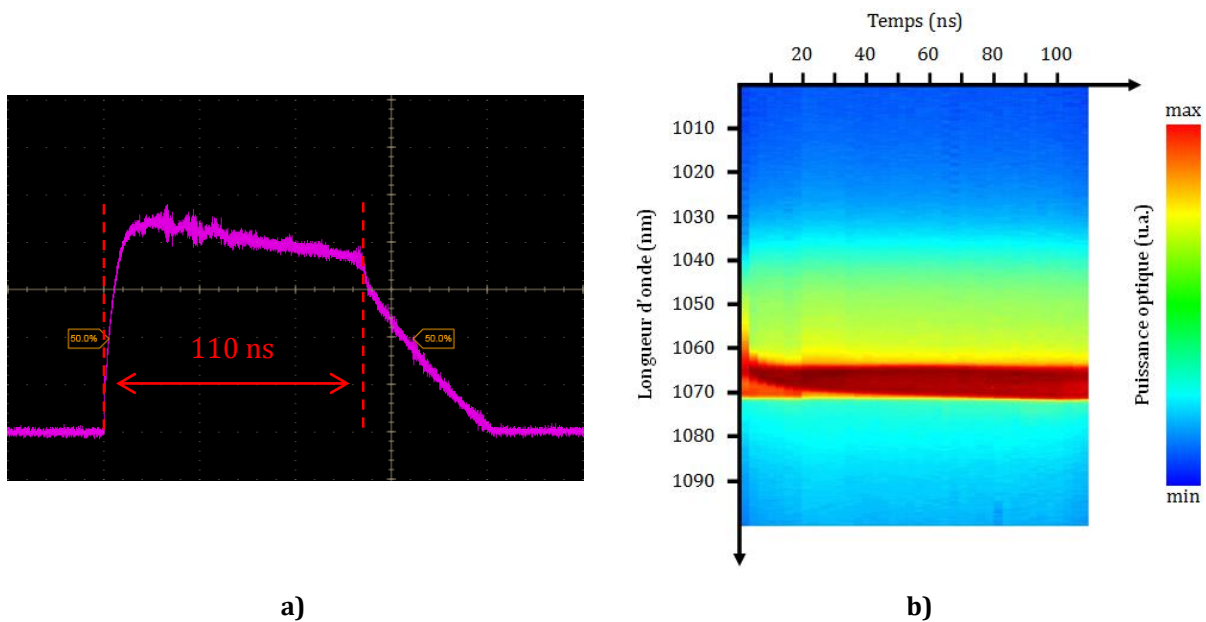 50.0%
50.0%
110 ns
a)
Temps (ns)
20 40 60 80 100
Longueur d'onde (nm)
1010
1020
1030
1040
1050
1060
1070
1080
1090
Puissance optique (u.a.)
max
min
b)